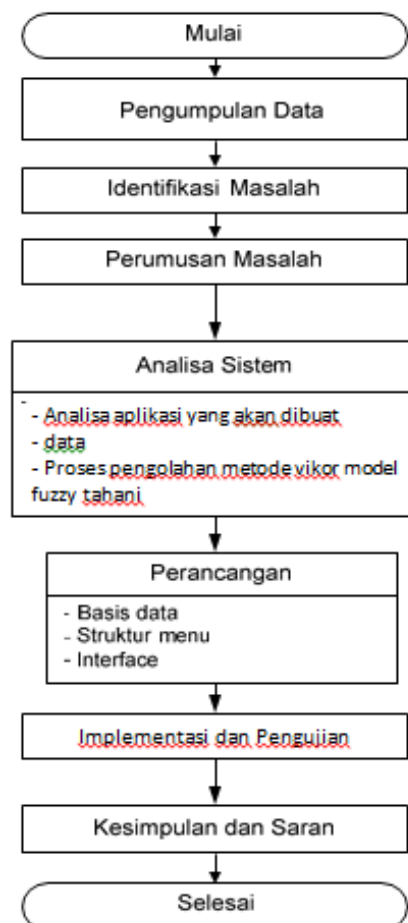 Mulai
Pengumpulan Data
Identifikasi Masalah
Perumusan Masalah
Analisa Sistem
-
- Analisa aplikasi yang akan dibuat
- data
- Proses pengolahan metode vikor model
fuzzy tahani
Perancangan
- Basis data
- Struktur menu
- Interface
Implementasi dan Pengujian
Kesimpulan dan Saran
Selesai